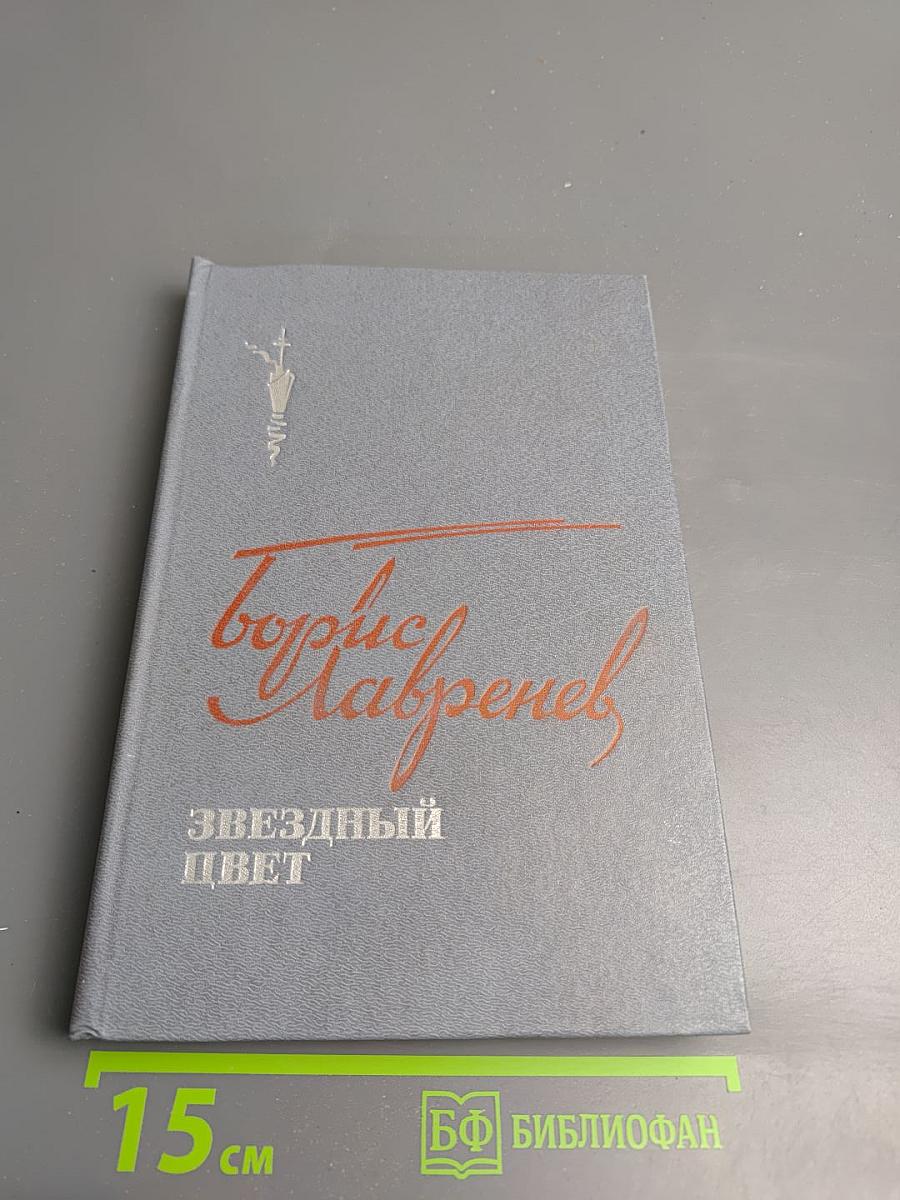 Борис
Лавренев
ЗВЕЗДНЫЙ
ЦВЕТ
15 см
БФ БИБЛИОФАН